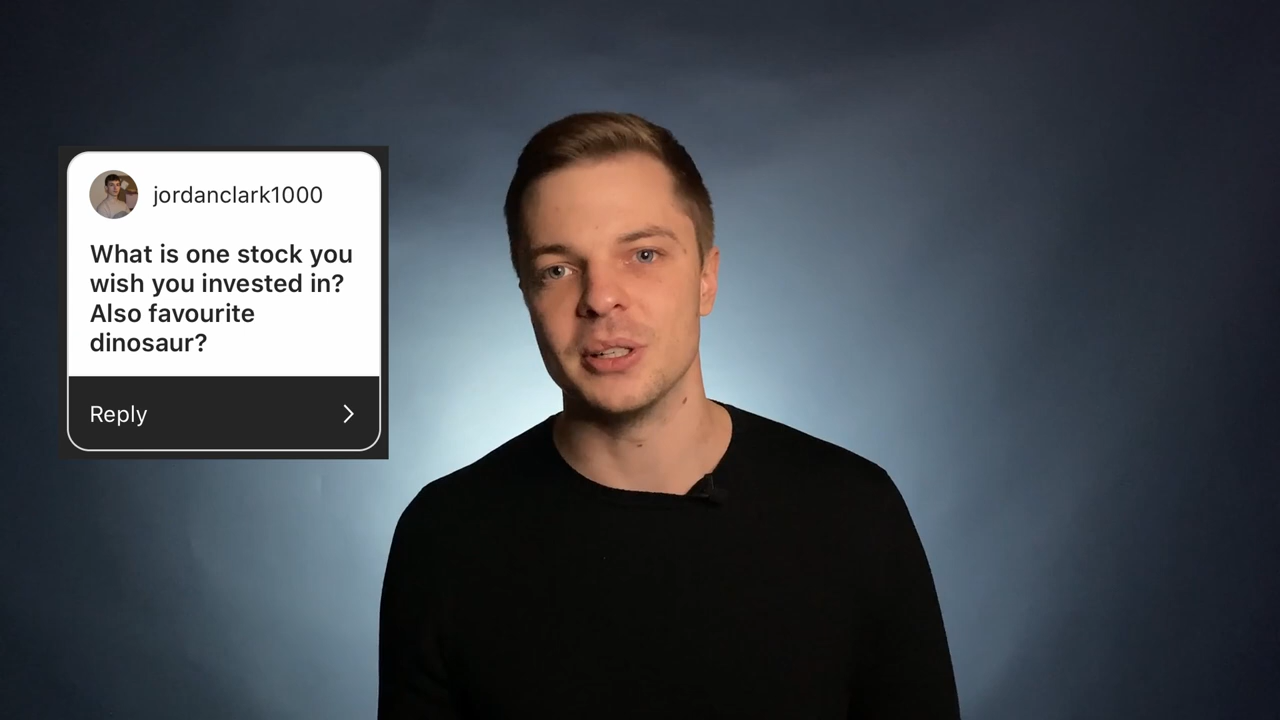 jordanclark1000
What is one stock you
wish you invested in?
Also favourite
dinosaur?
Reply